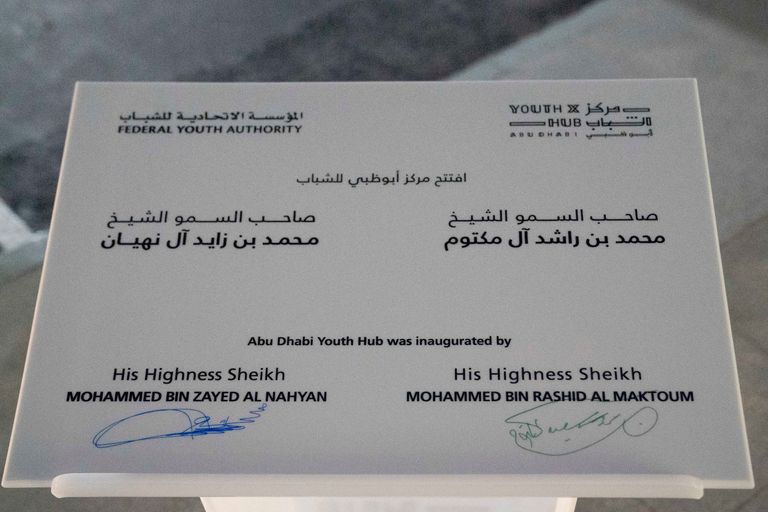 المؤسسة الاتحادية للشباب
FEDERAL YOUTH AUTHORITY
YOUTH X مركز
HUB الشباب
ABU DHABI أبوظبي
افتتح مركز أبوظبي للشباب
صاحب السمو الشيخ
محمد بن راشد آل مكتوم
صاحب السمو الشيخ
محمد بن زايد آل نهيان
Abu Dhabi Youth Hub was inaugurated by
His Highness Sheikh
MOHAMMED BIN ZAYED AL NAHYAN
His Highness Sheikh
MOHAMMED BIN RASHID AL MAKTOUM